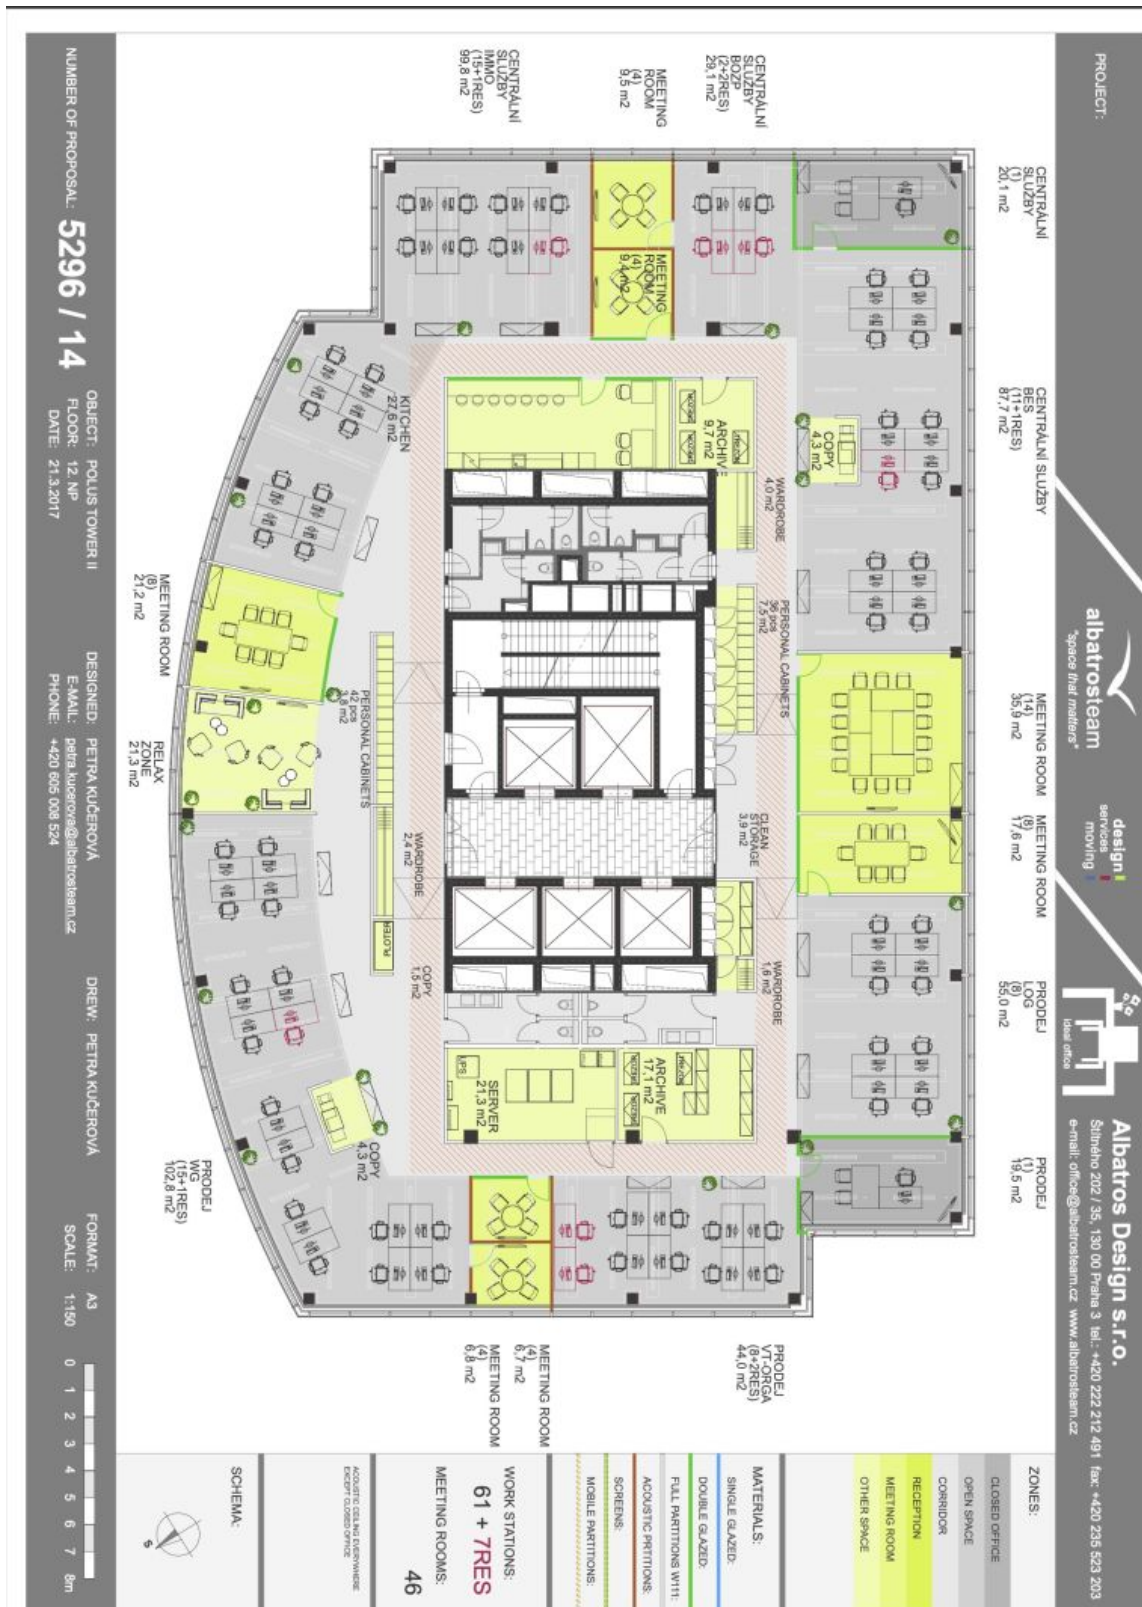 PROJECT:
albatrosteam
"space that matters"
design
services
moving
ideal office
Albatros Design s.r.o.
Štítného 202 / 35, 130 00 Praha 3 tel.: +420 222 212 491 fax: +420 235 523 203
e-mail: office@albatrosteam.cz www.albatrosteam.cz
CENTRÁLNÍ
SLUŽBY
(1)
20,1 m2
CENTRÁLNÍ SLUŽBY
BES
(11+1RES)
87,7 m2
MEETING ROOM
(14)
35,9 m2
MEETING ROOM
(8)
17,6 m2
PRODEJ
LOG
(8)
55,0 m2
PRODEJ
(1)
19,5 m2
CENTRÁLNÍ
SLUŽBY
BOZP
(2+2RES)
29,1 m2
MEETING
ROOM
(4)
9,5 m2
CENTRÁLNÍ
SLUŽBY
IMMO
(15+1RES)
99,8 m2
MEETING
ROOM
(4)
9,4 m2
COPY
4,3 m2
ARCHIVE
9,7 m2
WARDROBE
4,0 m2
PERSONAL CABINETS
36 pcs
7,5 m2
CLEAN
STORAGE
3,9 m2
WARDROBE
1,6 m2
ARCHIVE
17,1 m2
SERVER
21,3 m2
UPS
KITCHEN
27,6 m2
PERSONAL CABINETS
42 pcs
3,8 m2
WARDROBE
2,4 m2
PLOTER
COPY
1,5 m2
COPY
4,3 m2
MEETING ROOM
(8)
21,2 m2
RELAX
ZONE
21,3 m2
PRODEJ
WG
(15+1RES)
102,8 m2
PRODEJ
VT-ORGA
(8+2RES)
44,0 m2
MEETING ROOM
(4)
6,7 m2
MEETING ROOM
(4)
6,8 m2
ZONES:
CLOSED OFFICE
OPEN SPACE
CORRIDOR
RECEPTION
MEETING ROOM
OTHER SPACE
MATERIALS:
SINGLE GLAZED:
DOUBLE GLAZED:
FULL PARTITIONS W111:
ACOUSTIC PRTITIONS:
SCREENS:
MOBILE PARTITIONS:
WORK STATIONS:
61 + 7RES
MEETING ROOMS:
46
ACOUSTIC CEILING EVERYWHERE
EXCEPT CLOSED OFFICE
SCHEMA:
S
NUMBER OF PROPOSAL: 5296 / 14
OBJECT: POLUS TOWER II
FLOOR: 12. NP
DATE: 21.3.2017
DESIGNED: PETRA KUČEROVÁ
E-MAIL: petra.kucerova@albatrosteam.cz
PHONE: +420 605 008 524
DREW: PETRA KUČEROVÁ
FORMAT: A3
SCALE: 1:150
0 1 2 3 4 5 6 7 8m